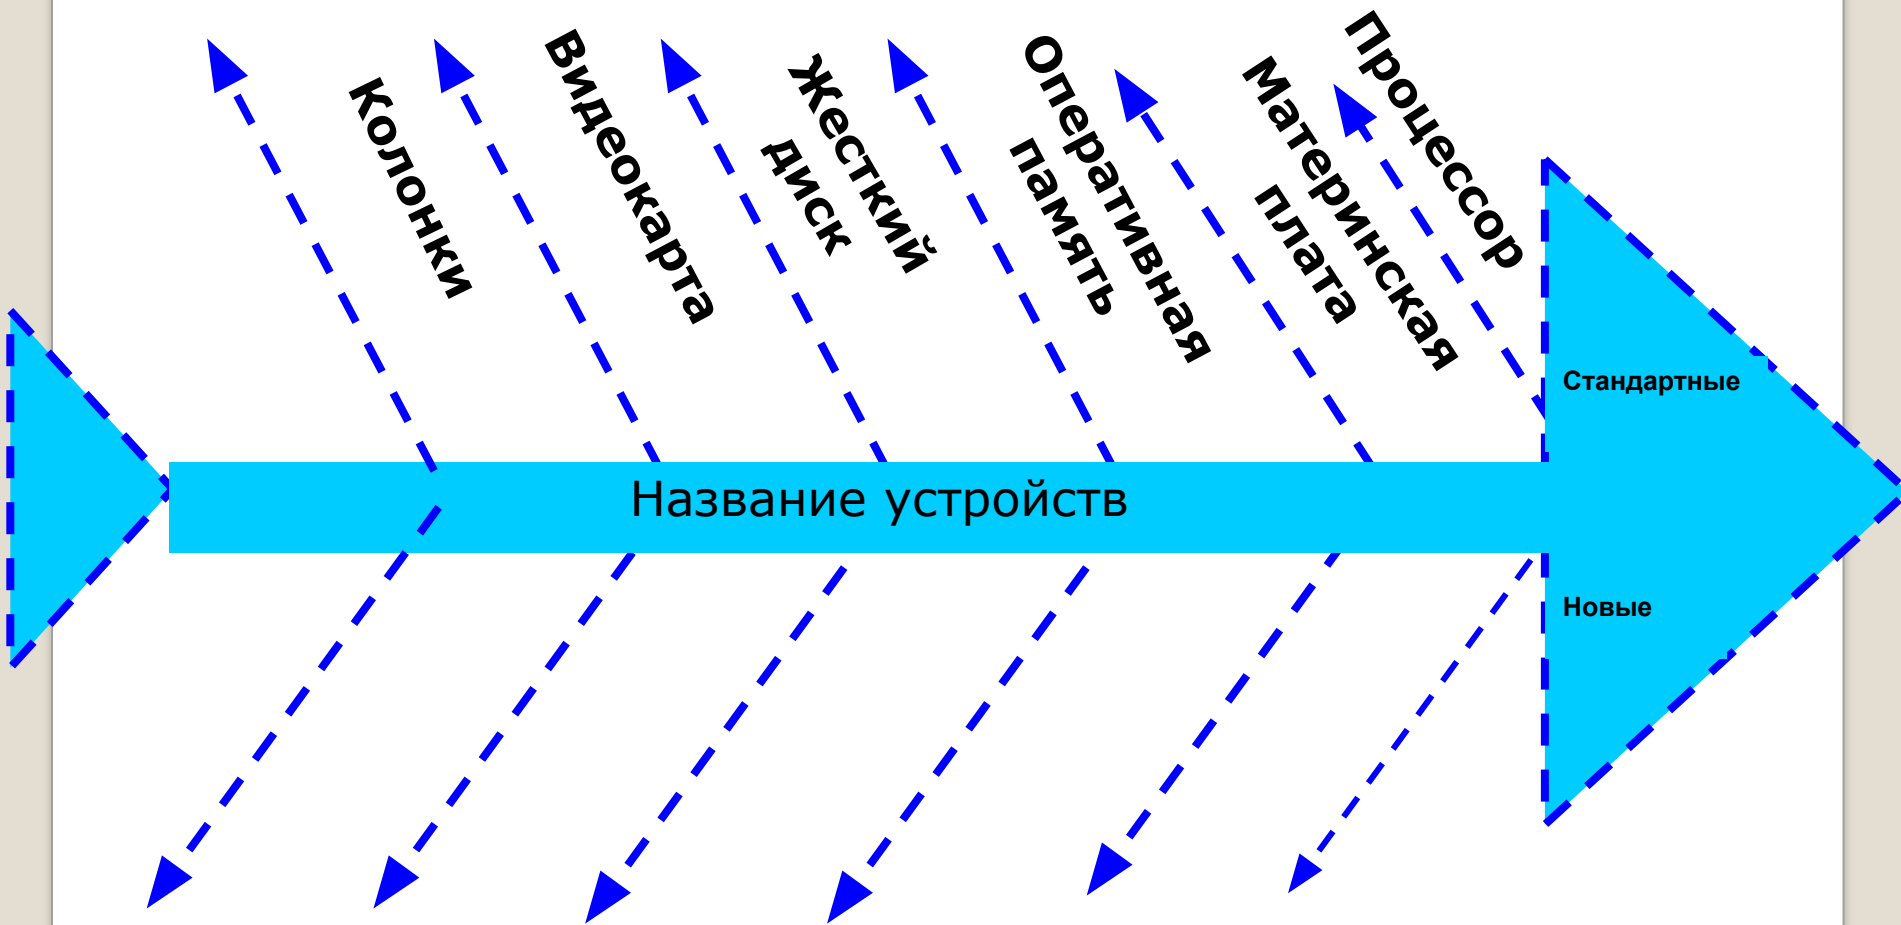 Колонки
Видеокарта
Жесткий
диск
Оперативная
память
Материнская
плата
Процессор
Стандартные
Название устройств
Новые